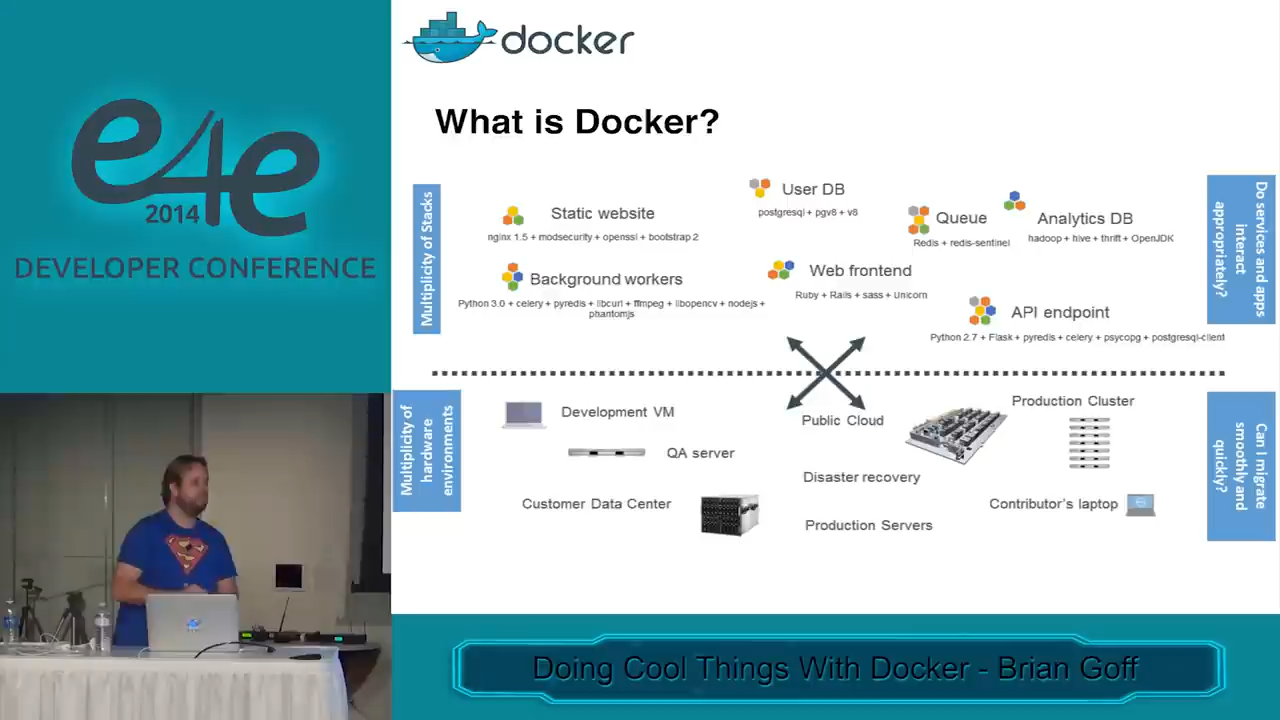 e4e
2014
DEVELOPER CONFERENCE
docker
What is Docker?
Multiplicity of Stacks
Static website
nginx 1.5 + modsecurity + openssl + bootstrap 2
Background workers
Python 3.0 + celery + pyredis + libcurl + ffmpeg + libopencv + nodejs +
phantomjs
User DB
postgresql + pgv8 + v8
Web frontend
Ruby + Rails + sass + Unicorn
Queue
Redis + redis-sentinel
Analytics DB
hadoop + hive + thrift + OpenJDK
API endpoint
Python 2.7 + Flask + pyredis + celery + psycopg + postgresql-client
Do services and apps
interact
appropriately?
Multiplicity of
hardware
environments
Development VM
QA server
Customer Data Center
Public Cloud
Disaster recovery
Production Servers
Production Cluster
Contributor's laptop
Can I migrate
smoothly and
quickly?
Doing Cool Things With Docker - Brian Goff